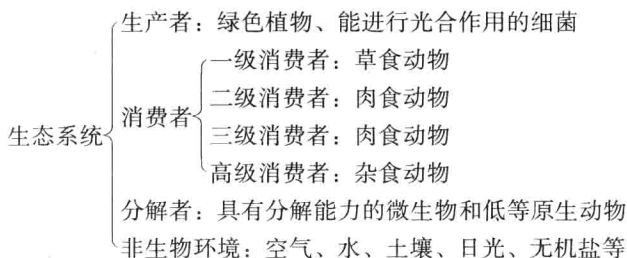 生产者：绿色植物、能进行光合作用的细菌
一级消费者：草食动物
二级消费者：肉食动物
消费者
生态系统
三级消费者：肉食动物
高级消费者：杂食动物
分解者：具有分解能力的微生物和低等原生动物
非生物环境：空气、水、土壤、日光、无机盐等